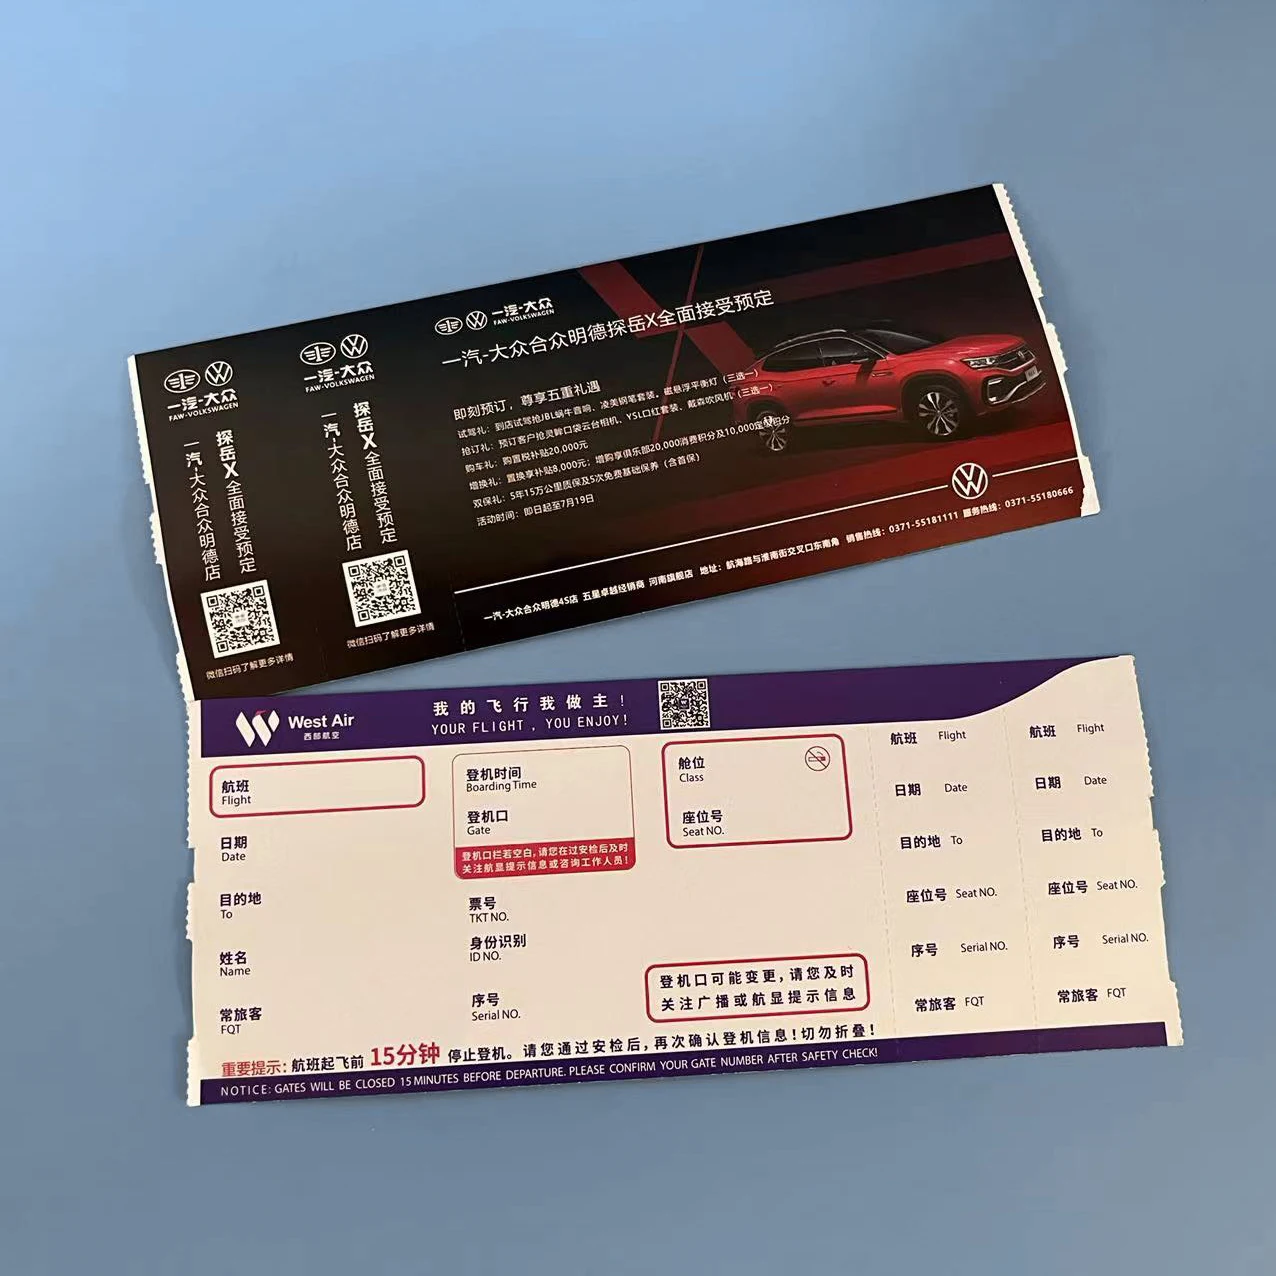 一汽-大众
FAW-VOLKSWAGEN
探岳X全面接受预定
一汽-大众合众明德店
微信扫码了解更多详情
一汽-大众
FAW-VOLKSWAGEN
探岳X全面接受预定
一汽-大众合众明德店
微信扫码了解更多详情
一汽-大众
FAW-VOLKSWAGEN
一汽-大众合众明德探岳X全面接受预定
即刻预订，尊享五重礼遇
试驾礼：到店试驾抢JBL蜗牛音响、凌美钢笔套装、磁悬浮平衡灯（三选一）
抢订礼：预订客户抢灵眸口袋云台相机、YSL口红套装、戴森吹风机（三选一）
购车礼：购置税补贴20,000元
增换礼：置换享补贴8,000元；增购享俱乐部20,000消费积分及10,000定额积分
双保礼：5年15万公里质保及5次免费基础保养（含首保）
活动时间：即日起至7月19日
一汽-大众合众明德4S店 五星卓越经销商 河南旗舰店 地址：航海路与淮南街交叉口东南角 销售热线：0371-55181111 服务热线：0371-55180666
West Air
西部航空
我的飞行我做主！
YOUR FLIGHT , YOU ENJOY!
航班
Flight
日期
Date
目的地
To
姓名
Name
常旅客
FQT
登机时间
Boarding Time
登机口
Gate
登机口栏若空白，请您在过安检后及时
关注航显提示信息或咨询工作人员！
票号
TKT NO.
身份识别
ID NO.
序号
Serial NO.
舱位
Class
座位号
Seat NO.
登机口可能变更，请您及时
关注广播或航显提示信息
航班 Flight
日期 Date
目的地 To
座位号 Seat NO.
序号 Serial NO.
常旅客 FQT
航班 Flight
日期 Date
目的地 To
座位号 Seat NO.
序号 Serial NO.
常旅客 FQT
重要提示：航班起飞前 15分钟 停止登机。请您通过安检后，再次确认登机信息！切勿折叠！
NOTICE: GATES WILL BE CLOSED 15 MINUTES BEFORE DEPARTURE. PLEASE CONFIRM YOUR GATE NUMBER AFTER SAFETY CHECK!